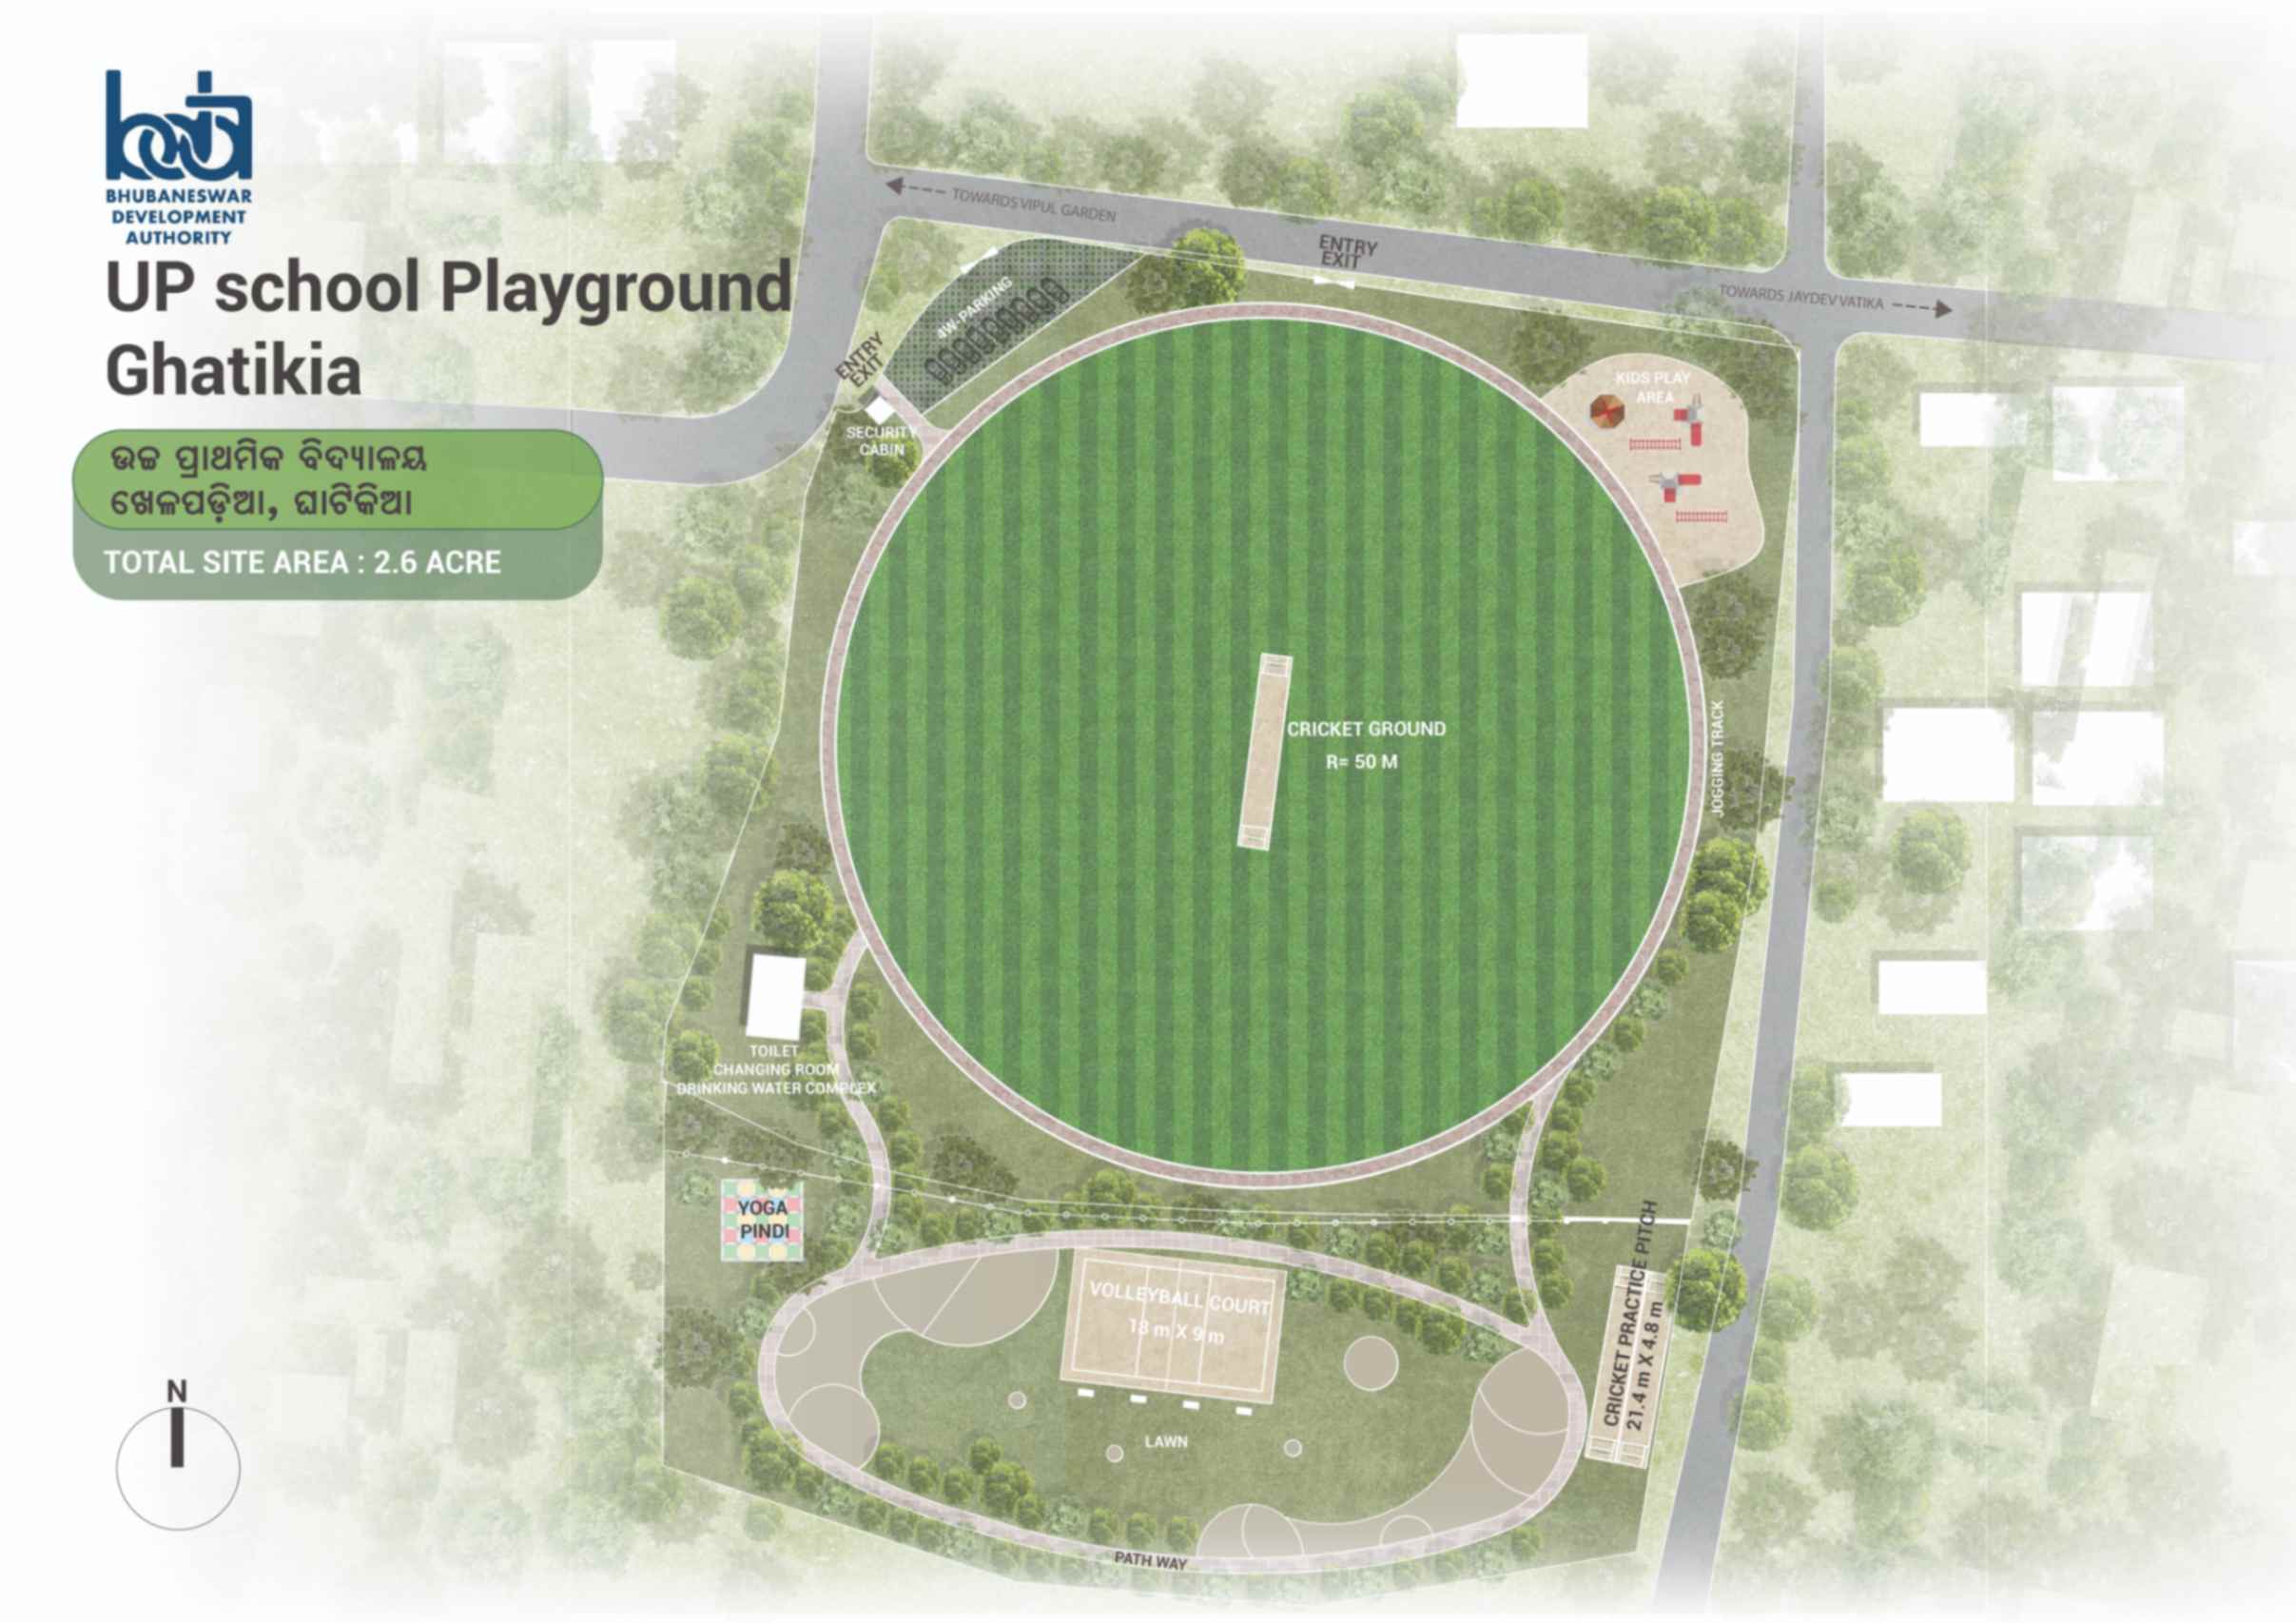 BHUBANESWAR
DEVELOPMENT
AUTHORITY
UP school Playground
Ghatikia
ଉଚ୍ଚ ପ୍ରାଥମିକ ବିଦ୍ୟାଳୟ
ଖେଳପଡ଼ିଆ, ଘାଟିକିଆ
TOTAL SITE AREA : 2.6 ACRE
TOWARDS VIPUL GARDEN
ENTRY
EXIT
TOWARDS JAYDEV VATIKA
4W-PARKING
ENTRY
EXIT
SECURITY
CABIN
KIDS PLAY
AREA
CRICKET GROUND
R= 50 M
JOGGING TRACK
TOILET
CHANGING ROOM
DRINKING WATER COMPLEX
YOGA
PINDI
VOLLEYBALL COURT
18 m X 9 m
CRICKET PRACTICE PITCH
21.4 m X 4.8 m
LAWN
PATH WAY
N